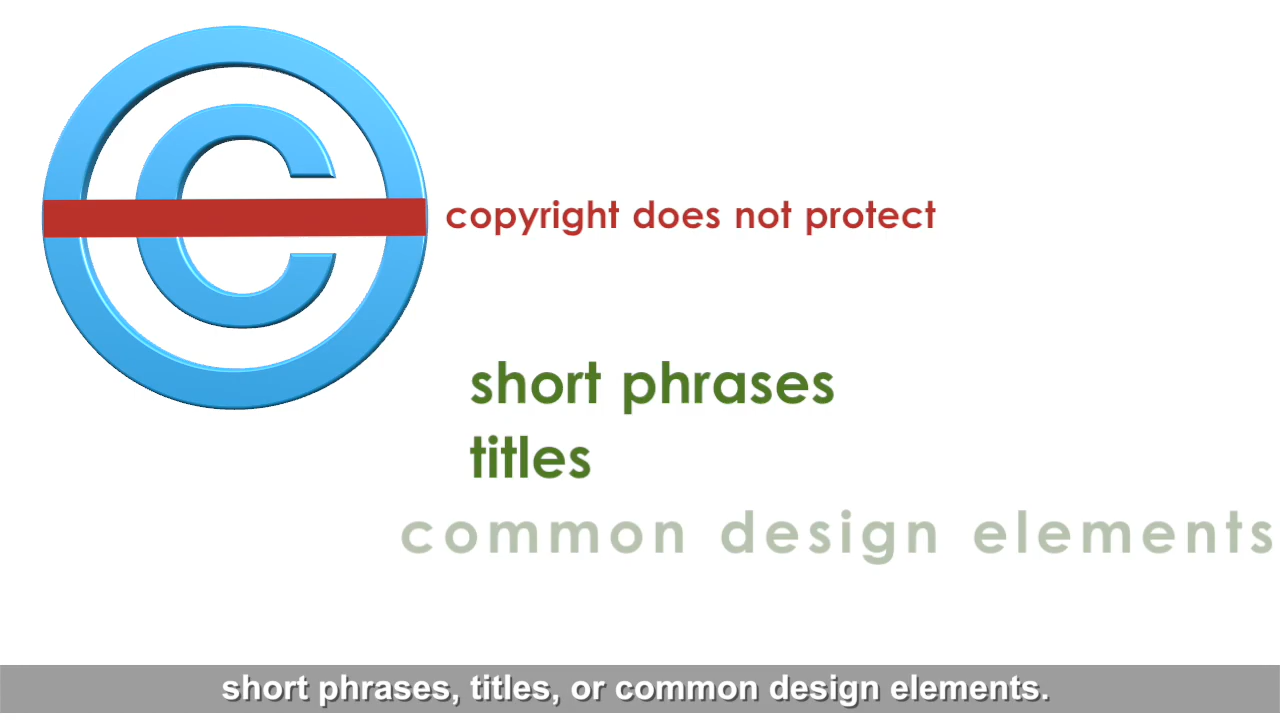 C
copyright does not protect
short phrases
titles
common design elements
short phrases, titles, or common design elements.